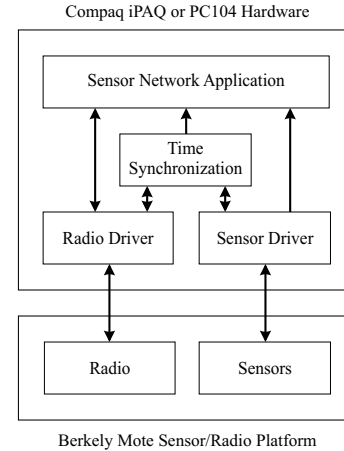 Compaq iPAQ or PC104 Hardware
Sensor Network Application
Time
Synchronization
Radio Driver
Sensor Driver
Radio
Sensors
Berkely Mote Sensor/Radio Platform